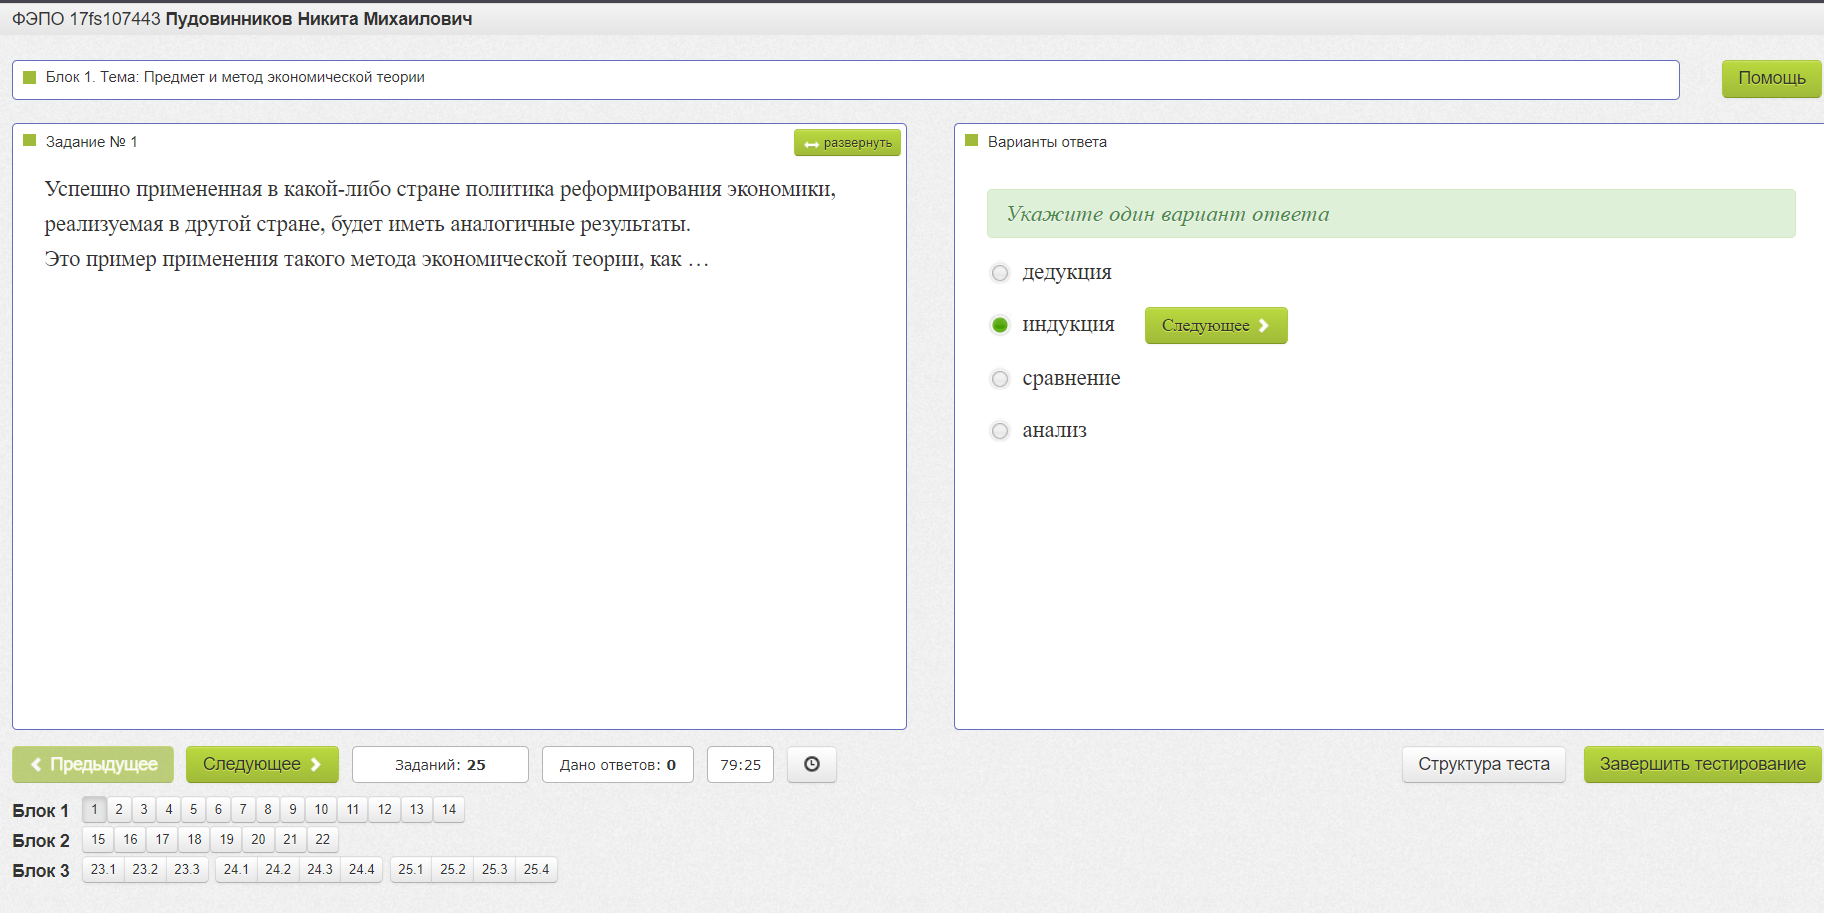 ФЭПО 17fs107443 Пудовинников Никита Михаилович
Блок 1. Тема: Предмет и метод экономической теории
Помощь
Задание № 1
развернуть
Успешно примененная в какой-либо стране политика реформирования экономики,
реализуемая в другой стране, будет иметь аналогичные результаты.
Это пример применения такого метода экономической теории, как …
Варианты ответа
Укажите один вариант ответа
дедукция
индукция
Следующее
сравнение
анализ
Предыдущее
Следующее
Заданий: 25
Дано ответов: 0
79:25
Структура теста
Завершить тестирование
Блок 1 1 2 3 4 5 6 7 8 9 10 11 12 13 14
Блок 2 15 16 17 18 19 20 21 22
Блок 3 23.1 23.2 23.3 24.1 24.2 24.3 24.4 25.1 25.2 25.3 25.4